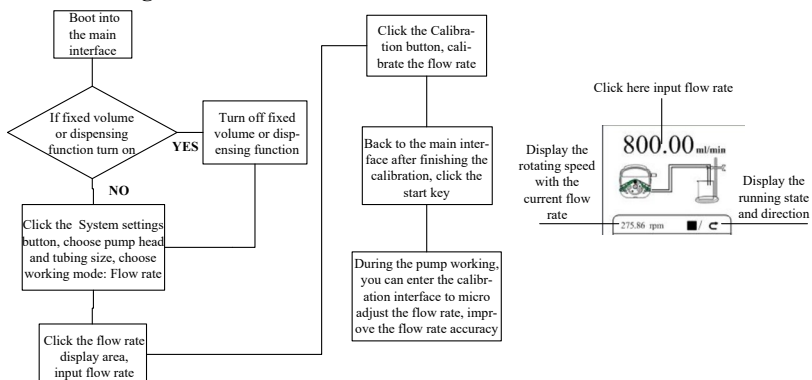 Boot into
the main
interface
If fixed volume
or dispensing
function turn on
YES
Turn off fixed
volume or disp-
ensing function
NO
Click the System settings
button, choose pump head
and tubing size, choose
working mode: Flow rate
Click the flow rate
display area,
input flow rate
Click the Calibra-
tion button, cali-
brate the flow rate
Back to the main inter-
face after finishing the
calibration, click the
start key
During the pump working,
you can enter the calibr-
ation interface to micro
adjust the flow rate, impr-
ove the flow rate accuracy
Click here input flow rate
800.00 ml/min
Display the
rotating speed
with the
current flow
rate
275.86 rpm
/
Display the
running state
and direction